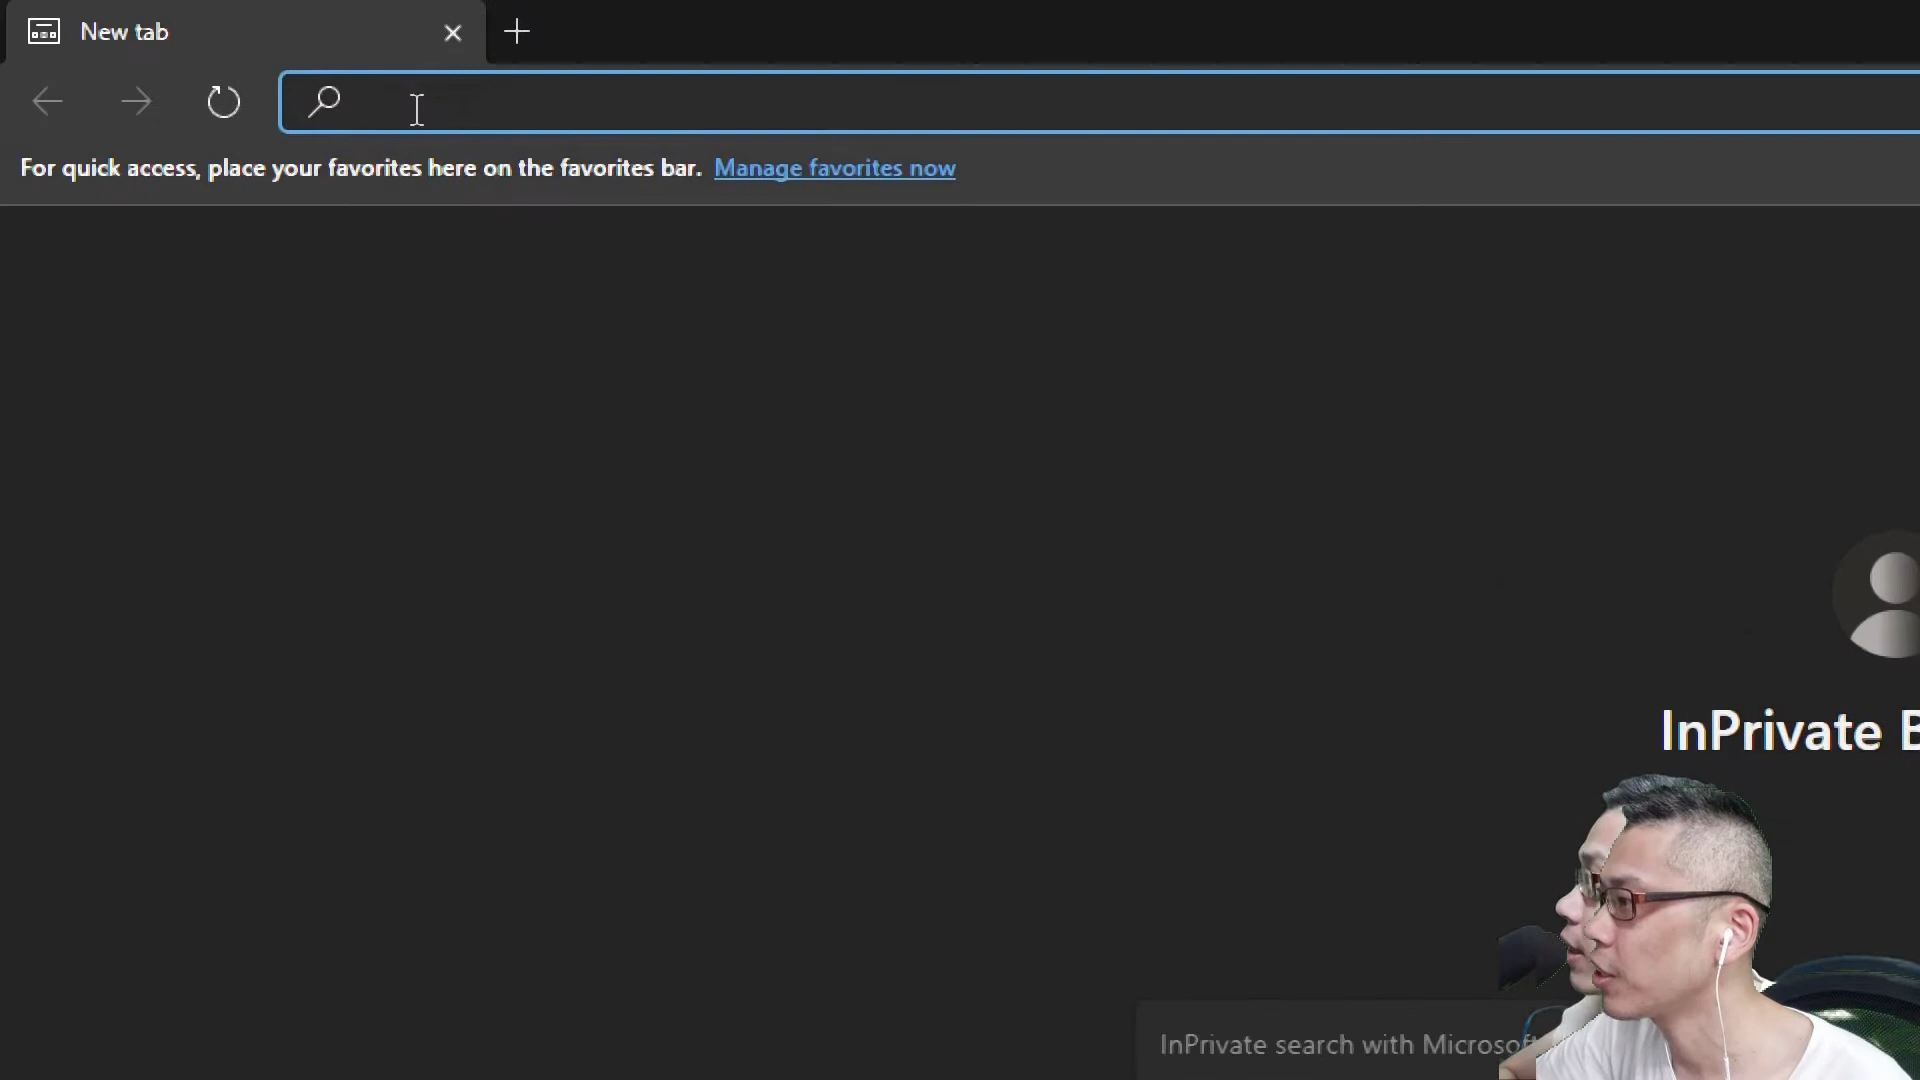 New tab
For quick access, place your favorites here on the favorites bar. Manage favorites now
InPrivate B
InPrivate search with Microsoft